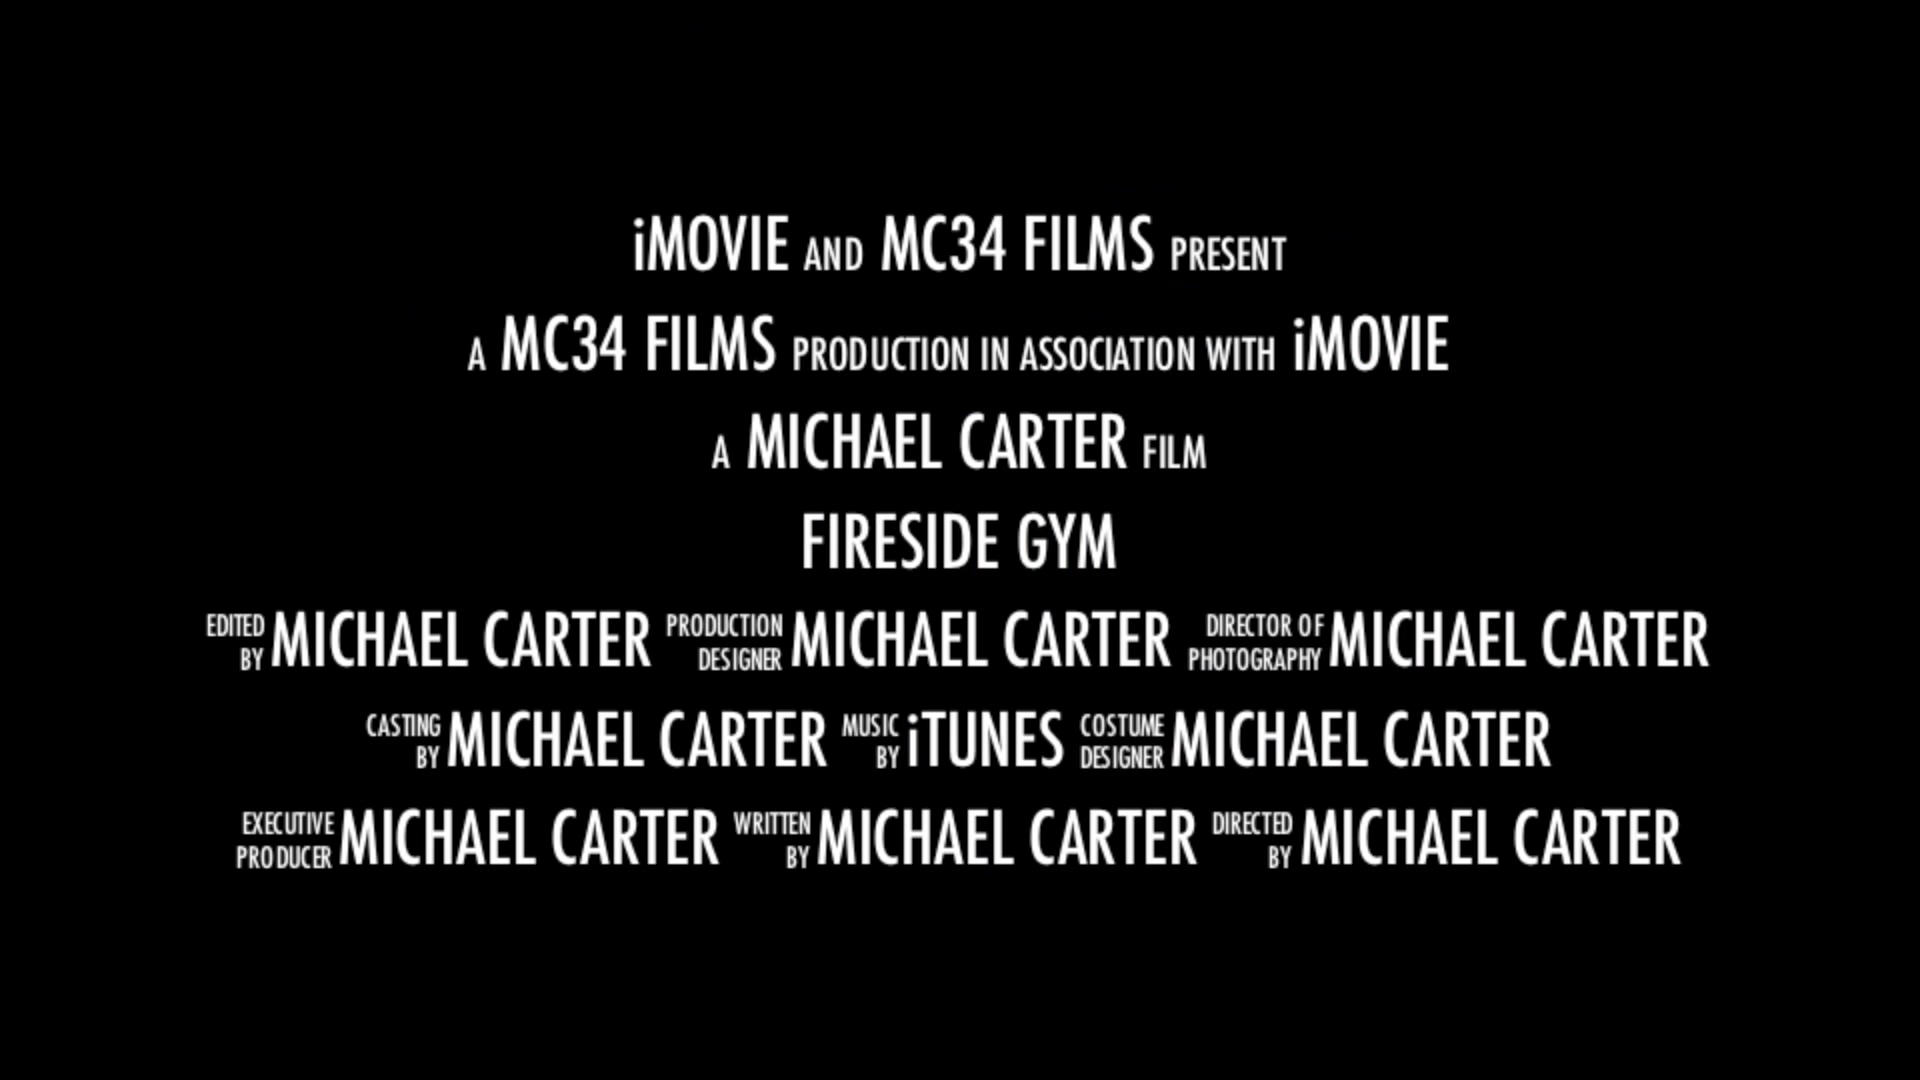 iMOVIE AND MC34 FILMS PRESENT
A MC34 FILMS PRODUCTION IN ASSOCIATION WITH iMOVIE
A MICHAEL CARTER FILM
FIRESIDE GYM
EDITED BY MICHAEL CARTER PRODUCTION DESIGNER MICHAEL CARTER DIRECTOR OF PHOTOGRAPHY MICHAEL CARTER
CASTING BY MICHAEL CARTER MUSIC BY iTUNES COSTUME DESIGNER MICHAEL CARTER
EXECUTIVE PRODUCER MICHAEL CARTER WRITTEN BY MICHAEL CARTER DIRECTED BY MICHAEL CARTER